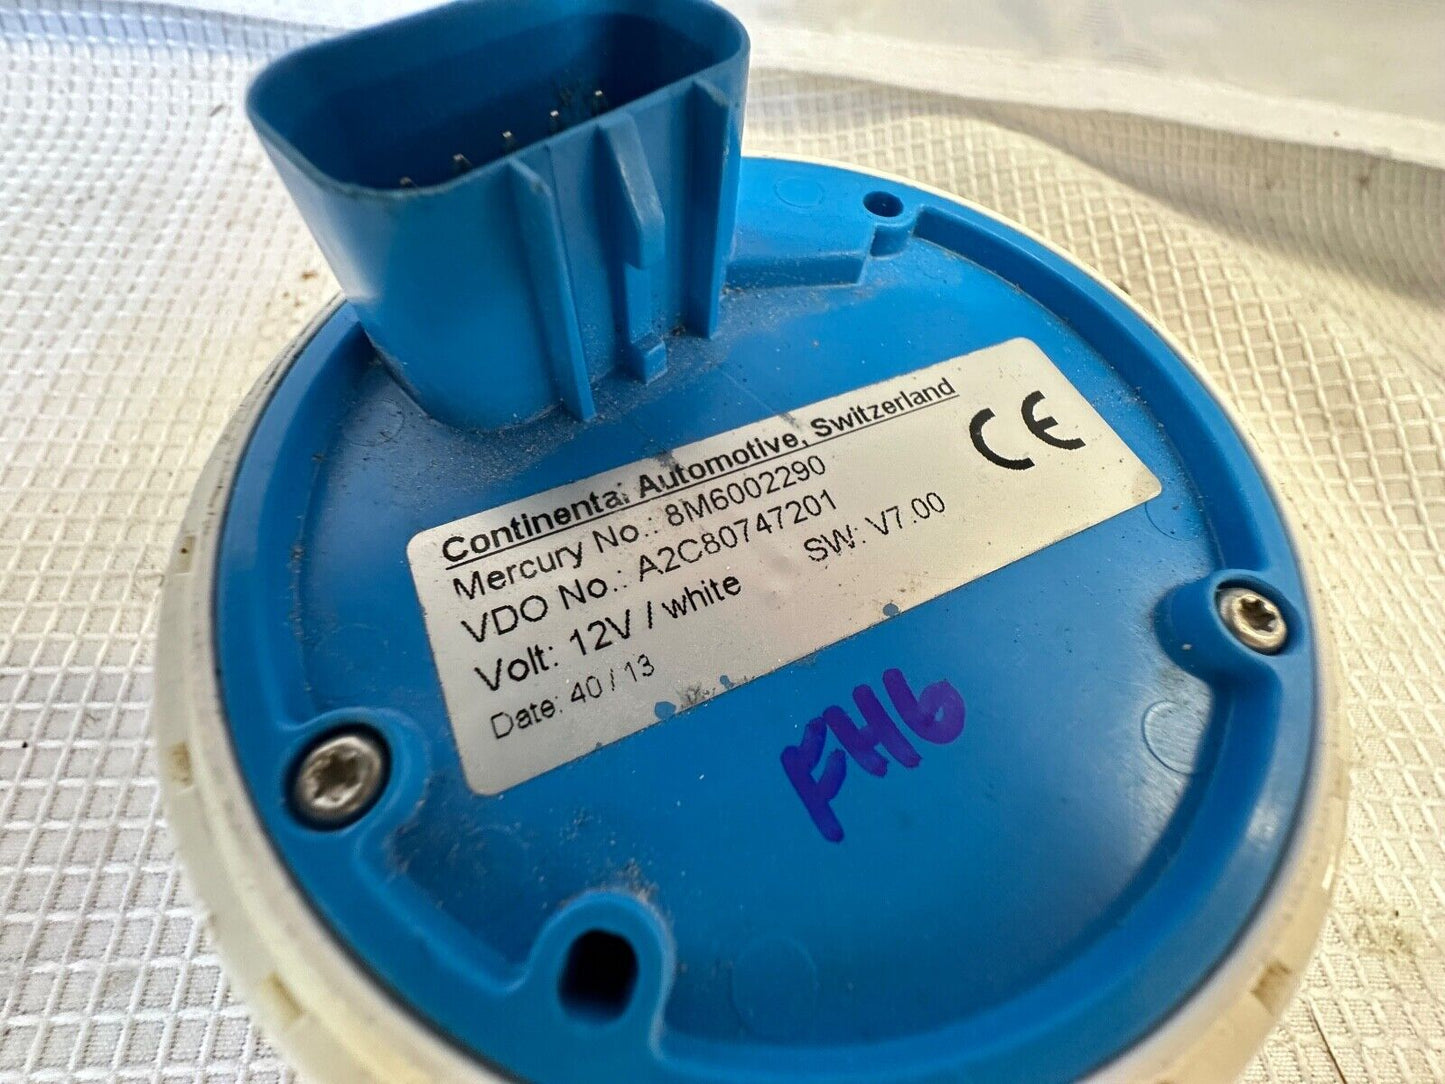 Continental Automotive, Switzerland
CE
Mercury No.: 8M6002290
VDO No.: A2C80747201
Volt: 12V / white SW: V7.00
Date: 40 / 13
FH6